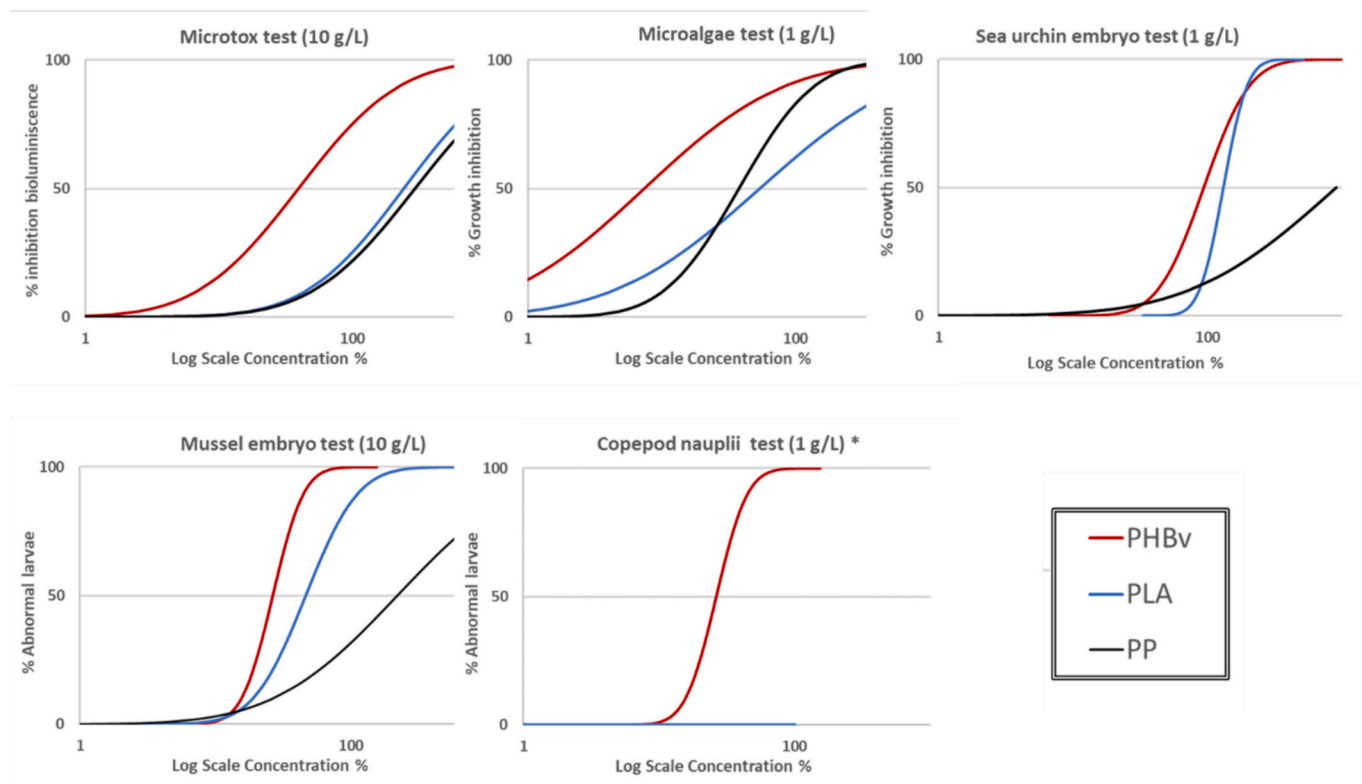 Microtox test (10 g/L)
100
50
0
1
100
% inhibition bioluminiscence
Log Scale Concentration %
Microalgae test (1 g/L)
100
50
0
1
100
% Growth inhibition
Log Scale Concentration %
Sea urchin embryo test (1 g/L)
100
50
0
1
100
% Growth inhibition
Log Scale Concentration %
Mussel embryo test (10 g/L)
100
50
0
1
100
% Abnormal larvae
Log Scale Concentration %
Copepod nauplii test (1 g/L) *
100
50
0
1
100
% Abnormal larvae
Log Scale Concentration %
PHBv
PLA
PP